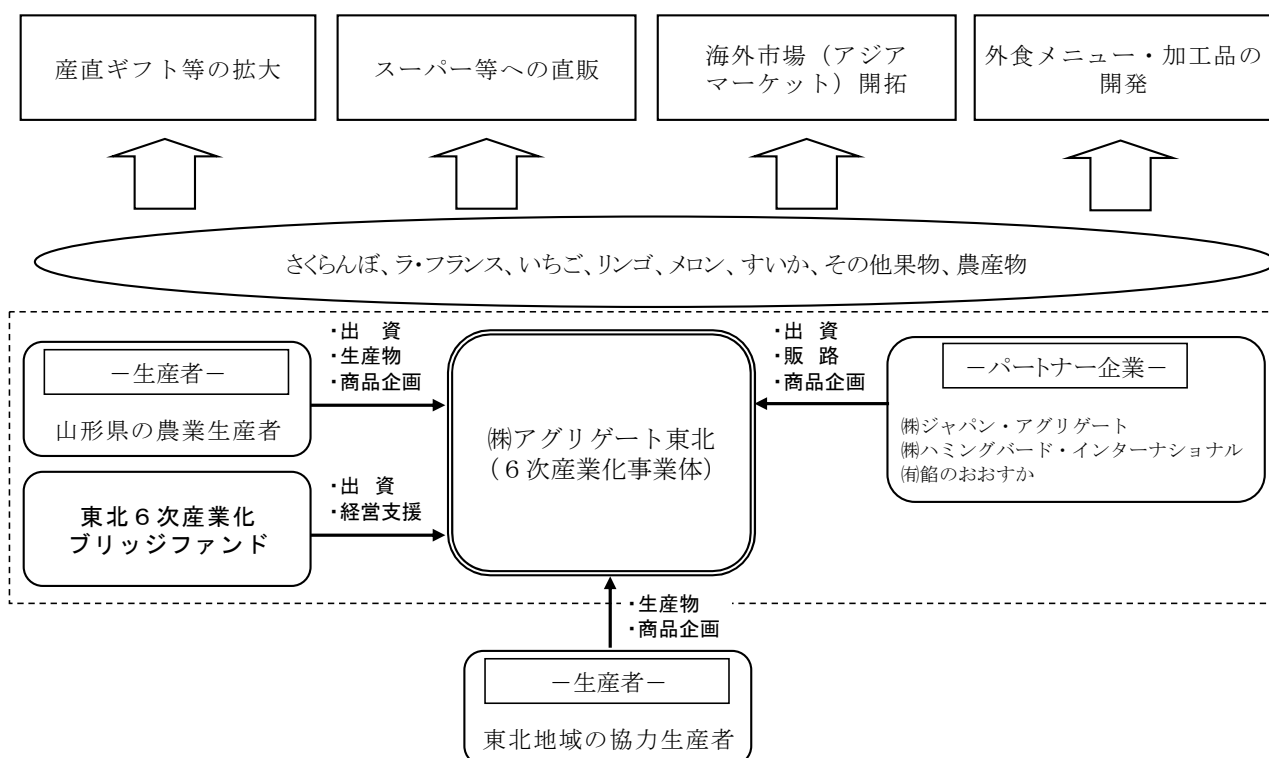 産直ギフト等の拡大
スーパー等への直販
海外市場（アジア
マーケット）開拓
外食メニュー・加工品の
開発
さくらんぼ、ラ・フランス、いちご、リンゴ、メロン、すいか、その他果物、農産物
－生産者－
山形県の農業生産者
・出　資
・生産物
・商品企画
東北６次産業化
ブリッジファンド
・出　資
・経営支援
㈱アグリゲート東北
（６次産業化事業体）
・出　資
・販　路
・商品企画
－パートナー企業－
㈱ジャパン・アグリゲート
㈱ハミングバード・インターナショナル
㈲餡のおおすか
・生産物
・商品企画
－生産者－
東北地域の協力生産者